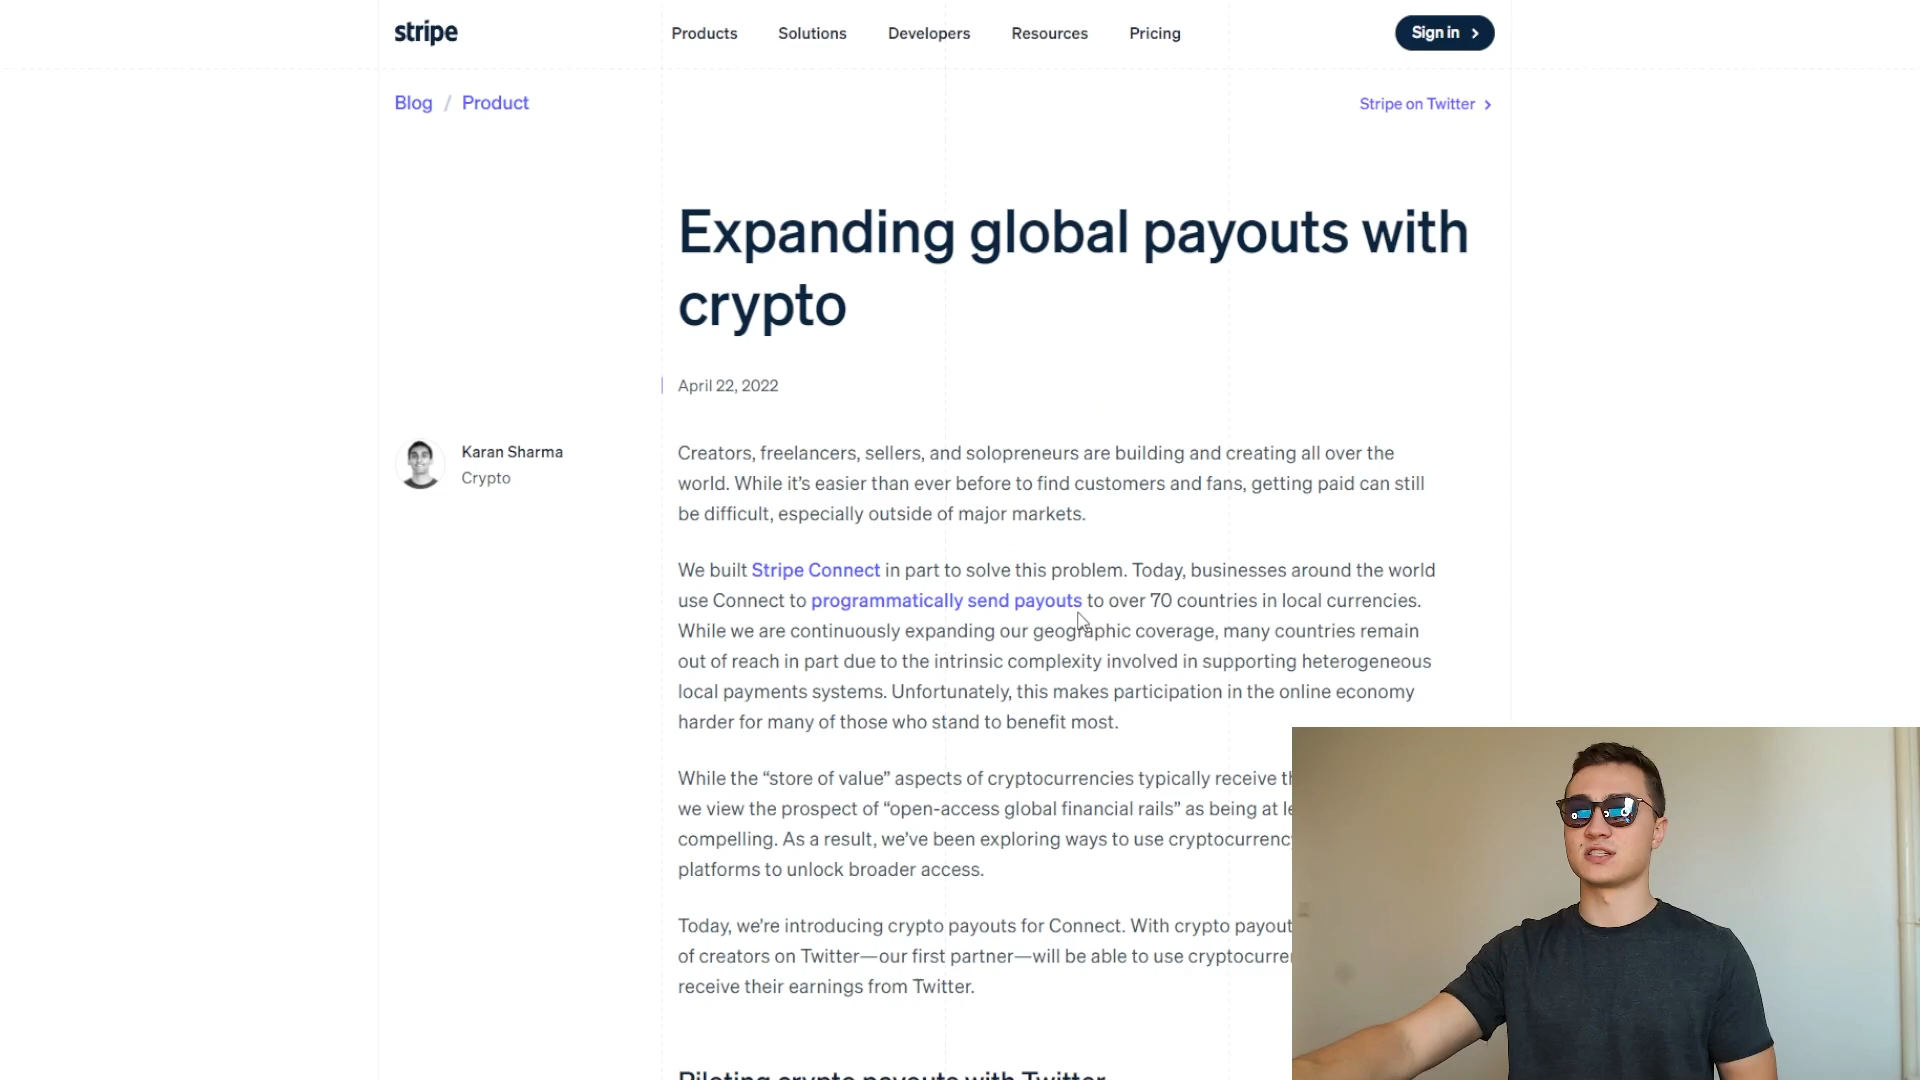 stripe
Products Solutions Developers Resources Pricing
Sign in
Blog / Product
Stripe on Twitter
Expanding global payouts with
crypto
April 22, 2022
Karan Sharma
Crypto
Creators, freelancers, sellers, and solopreneurs are building and creating all over the
world. While it’s easier than ever before to find customers and fans, getting paid can still
be difficult, especially outside of major markets.
We built Stripe Connect in part to solve this problem. Today, businesses around the world
use Connect to programmatically send payouts to over 70 countries in local currencies.
While we are continuously expanding our geographic coverage, many countries remain
out of reach in part due to the intrinsic complexity involved in supporting heterogeneous
local payments systems. Unfortunately, this makes participation in the online economy
harder for many of those who stand to benefit most.
While the “store of value” aspects of cryptocurrencies typically receive
we view the prospect of “open-access global financial rails” as being at
compelling. As a result, we’ve been exploring ways to use
platforms to unlock broader access.
Today, we’re introducing crypto payouts for Connect. With crypto
of creators on Twitter—our first partner—will be able to use
receive their earnings from Twitter.
Piloting crypto payouts with Twitter